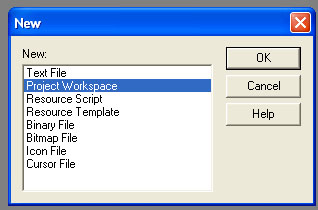 New
New:
Text File
Project Workspace
Resource Script
Resource Template
Binary File
Bitmap File
Icon File
Cursor File
OK
Cancel
Help